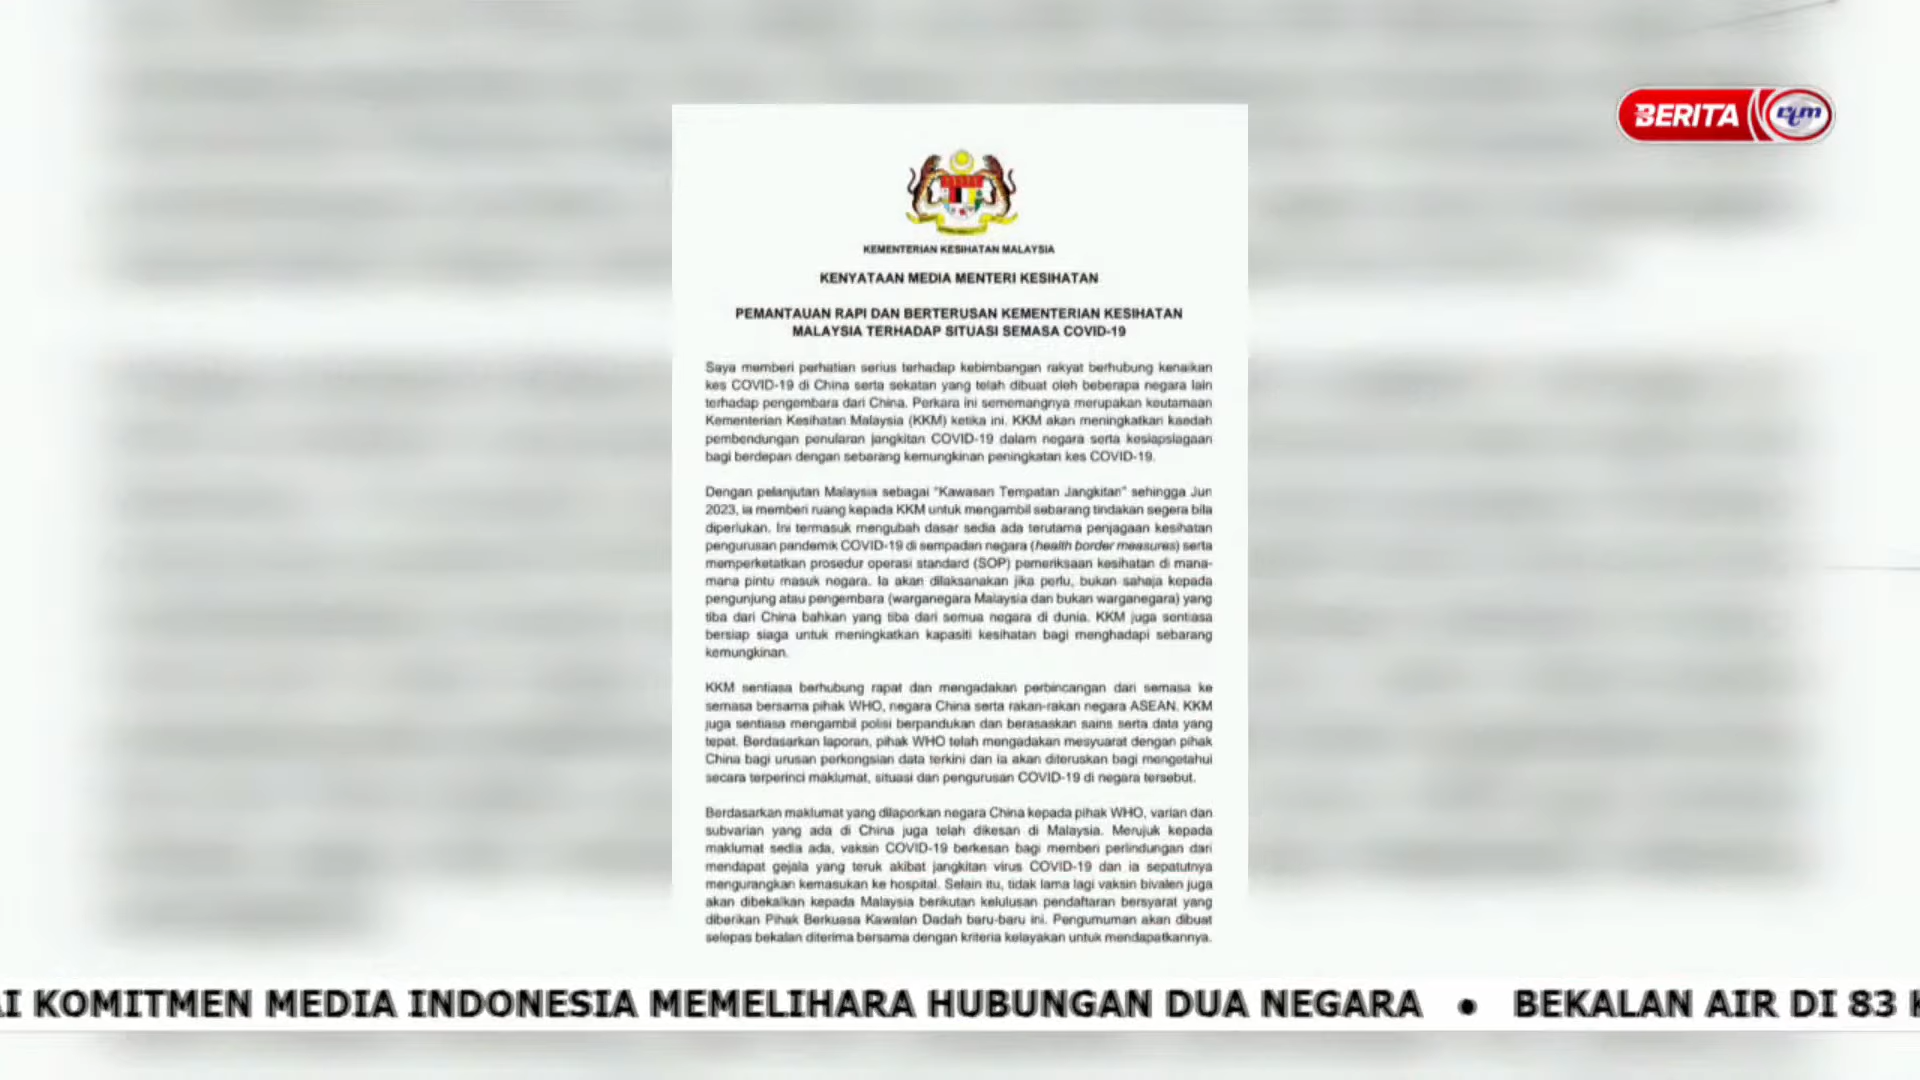 BERITA rtm
KEMENTERIAN KESIHATAN MALAYSIA
KENYATAAN MEDIA MENTERI KESIHATAN
PEMANTAUAN RAPI DAN BERTERUSAN KEMENTERIAN KESIHATAN
MALAYSIA TERHADAP SITUASI SEMASA COVID-19
Saya memberi perhatian serius terhadap kebimbangan rakyat berhubung kenaikan
kes COVID-19 di China serta sekatan yang telah dibuat oleh beberapa negara lain
terhadap pengembara dari China. Perkara ini sememangnya merupakan keutamaan
Kementerian Kesihatan Malaysia (KKM) ketika ini. KKM akan meningkatkan kaedah
pembendungan penularan jangkitan COVID-19 dalam negara serta kesiapsiagaan
bagi berdepan dengan sebarang kemungkinan peningkatan kes COVID-19.
Dengan pelanjutan Malaysia sebagai "Kawasan Tempatan Jangkitan" sehingga Jun
2023, ia memberi ruang kepada KKM untuk mengambil sebarang tindakan segera bila
diperlukan. Ini termasuk mengubah dasar sedia ada terutama penjagaan kesihatan
pengurusan pandemik COVID-19 di sempadan negara (health border measures) serta
memperketatkan prosedur operasi standard (SOP) pemeriksaan kesihatan di mana-
mana pintu masuk negara. Ia akan dilaksanakan jika perlu, bukan sahaja kepada
pengunjung atau pengembara (warganegara Malaysia dan bukan warganegara) yang
tiba dari China bahkan yang tiba dari semua negara di dunia. KKM juga sentiasa
bersiap siaga untuk meningkatkan kapasiti kesihatan bagi menghadapi sebarang
kemungkinan.
KKM sentiasa berhubung rapat dan mengadakan perbincangan dari semasa ke
semasa bersama pihak WHO, negara China serta rakan-rakan negara ASEAN. KKM
juga sentiasa mengambil polisi berpandukan dan berasaskan sains serta data yang
tepat. Berdasarkan laporan, pihak WHO telah mengadakan mesyuarat dengan pihak
China bagi urusan perkongsian data terkini dan ia akan diteruskan bagi mengetahui
secara terperinci maklumat, situasi dan pengurusan COVID-19 di negara tersebut.
Berdasarkan maklumat yang dilaporkan negara China kepada pihak WHO, varian dan
subvarian yang ada di China juga telah dikesan di Malaysia. Merujuk kepada
maklumat sedia ada, vaksin COVID-19 berkesan bagi memberi perlindungan dari
mendapat gejala yang teruk akibat jangkitan virus COVID-19 dan ia sepatutnya
mengurangkan kemasukan ke hospital. Selain itu, tidak lama lagi vaksin bivalen juga
akan dibekalkan kepada Malaysia berikutan kelulusan pendaftaran bersyarat yang
diberikan Pihak Berkuasa Kawalan Dadah baru-baru ini. Pengumuman akan dibuat
selepas bekalan diterima bersama dengan kriteria kelayakan untuk mendapatkannya.
AI KOMITMEN MEDIA INDONESIA MEMELIHARA HUBUNGAN DUA NEGARA • BEKALAN AIR DI 83 K